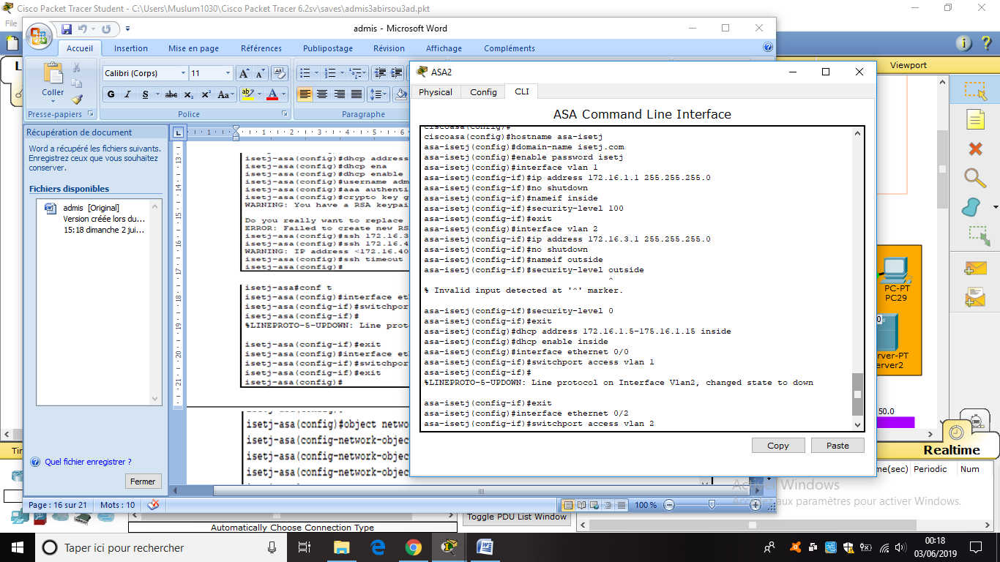 Cisco Packet Tracer Student - C:\Users\Muslum1030\Cisco Packet Tracer 6.2sv\saves\admis3abirsou3ad.pkt
File
admis - Microsoft Word
Accueil Insertion Mise en page Références Publipostage Révision Affichage Compléments
Viewport
Coller
Calibri (Corps) 11
Presse-papiers Police Paragraphe
Récupération de document
Word a récupéré les fichiers suivants.
Enregistrez ceux que vous souhaitez
conserver.
Fichiers disponibles
admis [Original]
Version créée lors du...
15:18 dimanche 2 jui...
Quel fichier enregistrer ?
Fermer
isetj-asa(config)#dhcp address
isetj-asa(config)#dhcp ena
isetj-asa(config)#dhcp enable
isetj-asa(config)#username adm
isetj-asa(config)#aaa authenti
isetj-asa(config)#crypto key g
WARNING: You have a RSA keypai
Do you really want to replace
ERROR: Failed to create new RS
isetj-asa(config)#ssh 172.16.3
isetj-asa(config)#ssh 172.16.4
WARNING: IP address <172.16.40
isetj-asa(config)#ssh timeout
isetj-asa(config)#
isetj-asa#conf t
isetj-asa(config)#interface eth
isetj-asa(config-if)#switchport
isetj-asa(config-if)#
%LINEPROTO-5-UPDOWN: Line prot
isetj-asa(config-if)#exit
isetj-asa(config)#interface eth
isetj-asa(config-if)#switchport
isetj-asa(config-if)#exit
isetj-asa(config)#
isetj-asa(config)#object netwo
isetj-asa(config-network-objec
isetj-asa(config-network-objec
isetj-asa(config-network-objec
Page : 16 sur 21 Mots : 10 100 %
ASA2
Physical Config CLI
ASA Command Line Interface
ciscoasa(config)#
ciscoasa(config)#hostname asa-isetj
asa-isetj(config)#domain-name isetj.com
asa-isetj(config)#enable password isetj
asa-isetj(config)#interface vlan 1
asa-isetj(config-if)#ip address 172.16.1.1 255.255.255.0
asa-isetj(config-if)#no shutdown
asa-isetj(config-if)#nameif inside
asa-isetj(config-if)#security-level 100
asa-isetj(config-if)#exit
asa-isetj(config)#interface vlan 2
asa-isetj(config-if)#ip address 172.16.3.1 255.255.255.0
asa-isetj(config-if)#no shutdown
asa-isetj(config-if)#nameif outside
asa-isetj(config-if)#security-level outside
^
% Invalid input detected at '^' marker.
asa-isetj(config-if)#security-level 0
asa-isetj(config-if)#exit
asa-isetj(config)#dhcp address 172.16.1.5-175.16.1.15 inside
asa-isetj(config)#dhcp enable inside
asa-isetj(config)#interface ethernet 0/0
asa-isetj(config-if)#switchport access vlan 1
asa-isetj(config-if)#
%LINEPROTO-5-UPDOWN: Line protocol on Interface Vlan2, changed state to down
asa-isetj(config-if)#exit
asa-isetj(config)#interface ethernet 0/2
asa-isetj(config-if)#switchport access vlan 2
Copy Paste
PC-PT
PC29
rver-PT
erver2
50.0
Realtime
me(sec) Periodic Num
Activer Windows
Accédez aux paramètres pour activer Windows.
Tim
Automatically Choose Connection Type
Toggle PDU List Window
Taper ici pour rechercher
00:18
03/06/2019